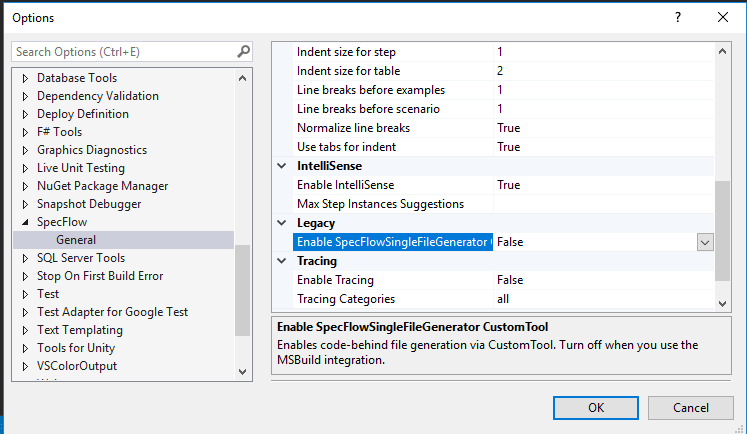 Options
Search Options (Ctrl+E)
Database Tools
Dependency Validation
Deploy Definition
F# Tools
Graphics Diagnostics
Live Unit Testing
NuGet Package Manager
Snapshot Debugger
SpecFlow
General
SQL Server Tools
Stop On First Build Error
Test
Test Adapter for Google Test
Text Templating
Tools for Unity
VSColorOutput
Indent size for step 1
Indent size for table 2
Line breaks before examples 1
Line breaks before scenario 1
Normalize line breaks True
Use tabs for indent True
IntelliSense
Enable IntelliSense True
Max Step Instances Suggestions
Legacy
Enable SpecFlowSingleFileGenerator False
Tracing
Enable Tracing False
Tracing Categories all
Enable SpecFlowSingleFileGenerator CustomTool
Enables code-behind file generation via CustomTool. Turn off when you use the
MSBuild integration.
OK Cancel